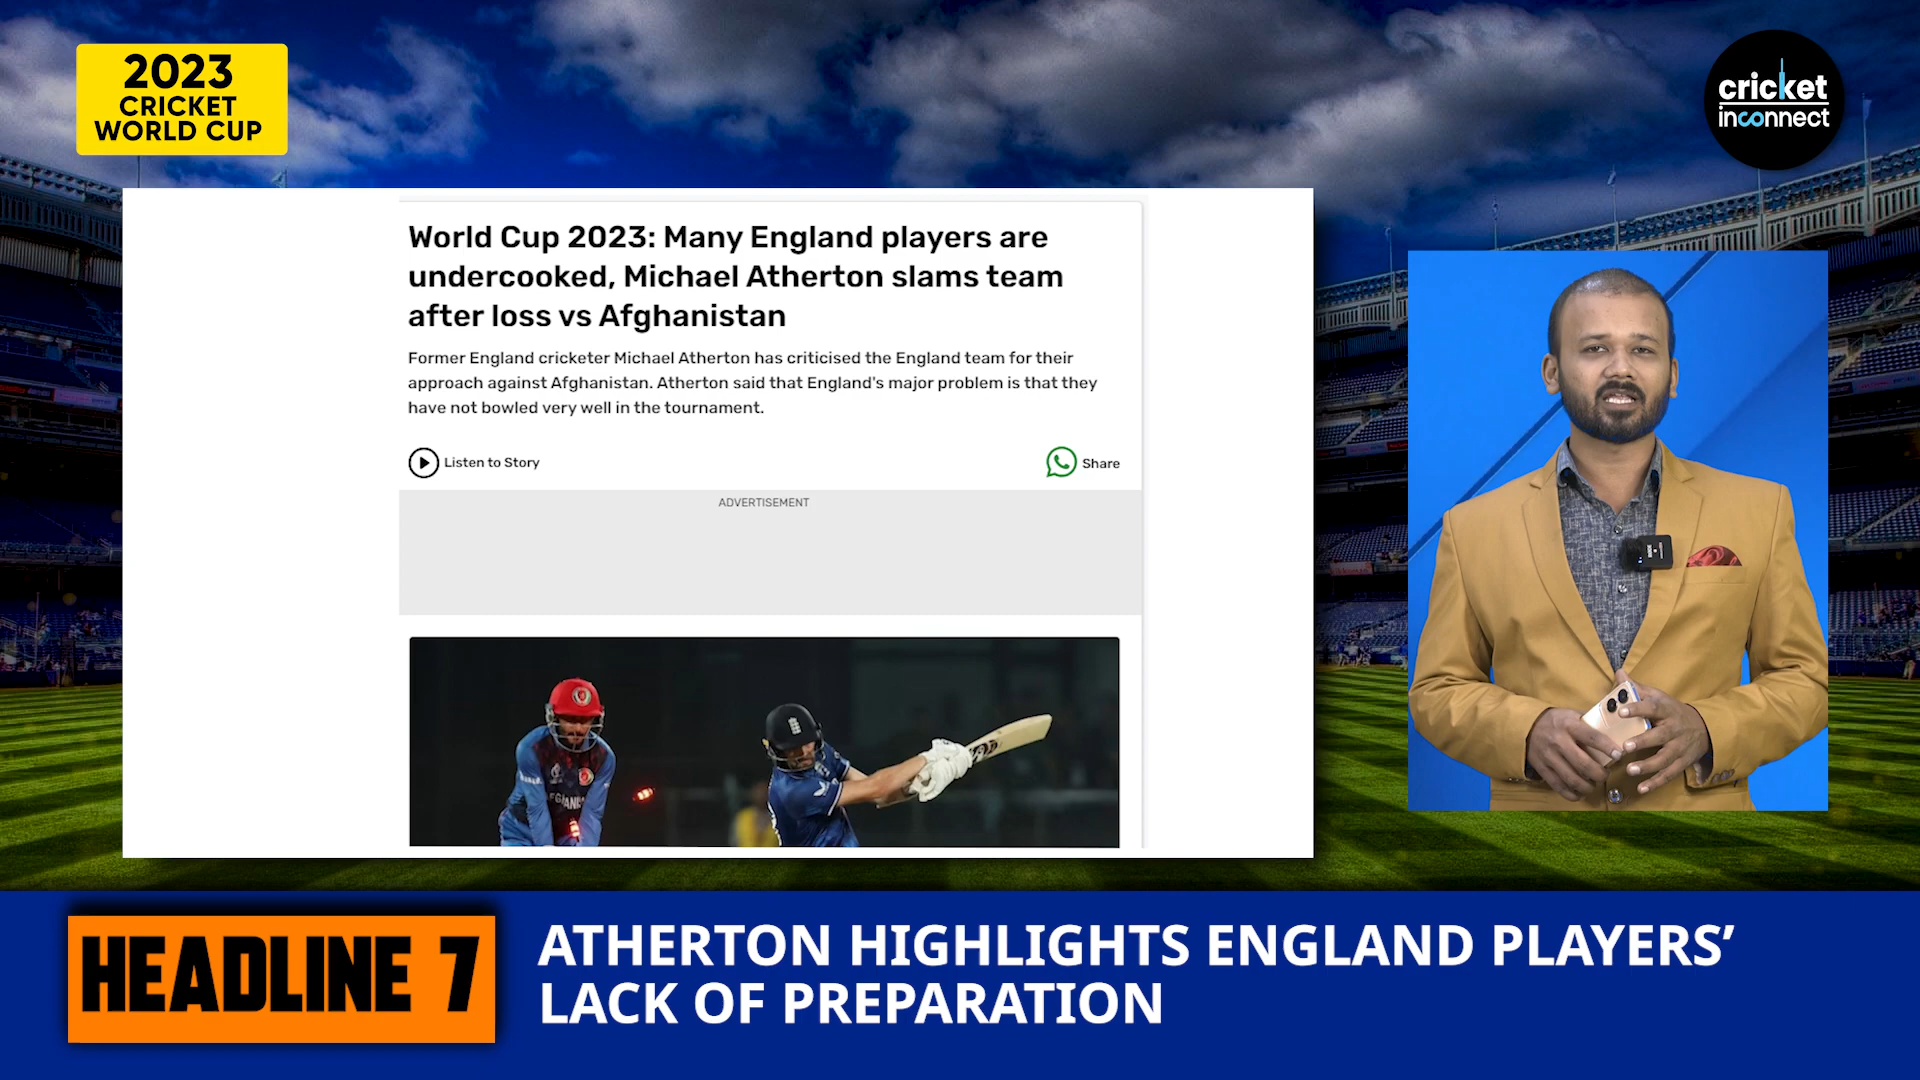 2023
CRICKET
WORLD CUP
cricket
inconnect
World Cup 2023: Many England players are
undercooked, Michael Atherton slams team
after loss vs Afghanistan
Former England cricketer Michael Atherton has criticised the England team for their
approach against Afghanistan. Atherton said that England's major problem is that they
have not bowled very well in the tournament.
Listen to Story
Share
ADVERTISEMENT
HEADLINE 7
ATHERTON HIGHLIGHTS ENGLAND PLAYERS’
LACK OF PREPARATION